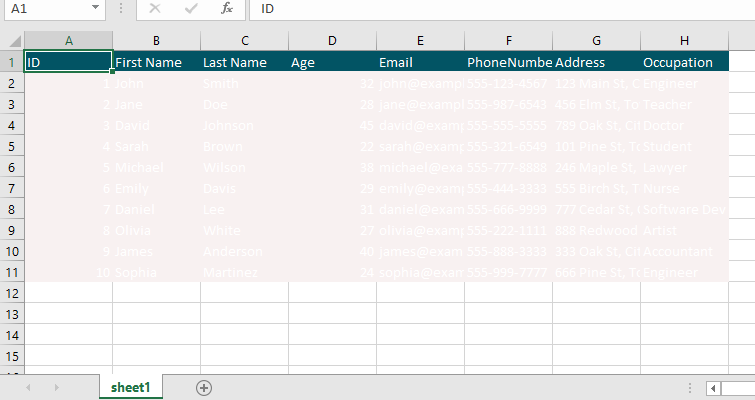 A1 fx ID
A B C D E F G H
1 ID First Name Last Name Age Email PhoneNumbe Address Occupation
2 1 John Smith 32 john@examp 555-123-4567 123 Main St, C Engineer
3 2 Jane Doe 28 jane@exampl 555-987-6543 456 Elm St, To Teacher
4 3 David Johnson 45 david@examp 555-555-5555 789 Oak St, Cit Doctor
5 4 Sarah Brown 22 sarah@examp 555-321-6549 101 Pine St, To Student
6 5 Michael Wilson 38 michael@exa 555-777-8888 246 Maple St, Lawyer
7 6 Emily Davis 29 emily@examp 555-444-3333 555 Birch St, T Nurse
8 7 Daniel Lee 31 daniel@exam 555-666-9999 777 Cedar St, Software Dev
9 8 Olivia White 27 olivia@examp 555-222-1111 888 Redwood Artist
10 9 James Anderson 40 james@exam 555-888-3333 333 Oak St, Cit Accountant
11 10 Sophia Martinez 24 sophia@exam 555-999-7777 666 Pine St, To Engineer
12
13
14
15
sheet1